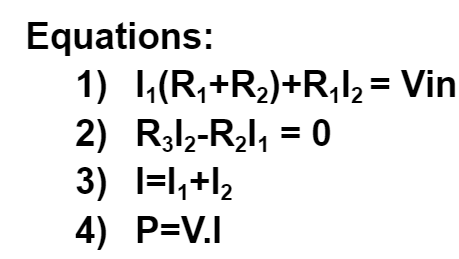 Equations:
1) I₁(R₁+R₂)+R₁I₂ = Vin
2) R₃I₂-R₂I₁ = 0
3) I=I₁+I₂
4) P=V.I